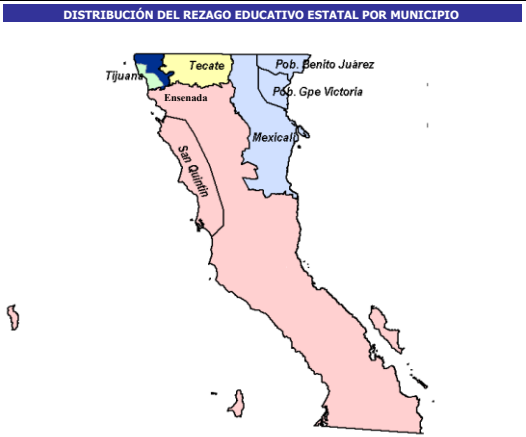 DISTRIBUCIÓN DEL REZAGO EDUCATIVO ESTATAL POR MUNICIPIO
Tecate
Pob. Benito Juárez
Tijuana
Pob. Gpe Victoria
Ensenada
Mexicali
San Quintín